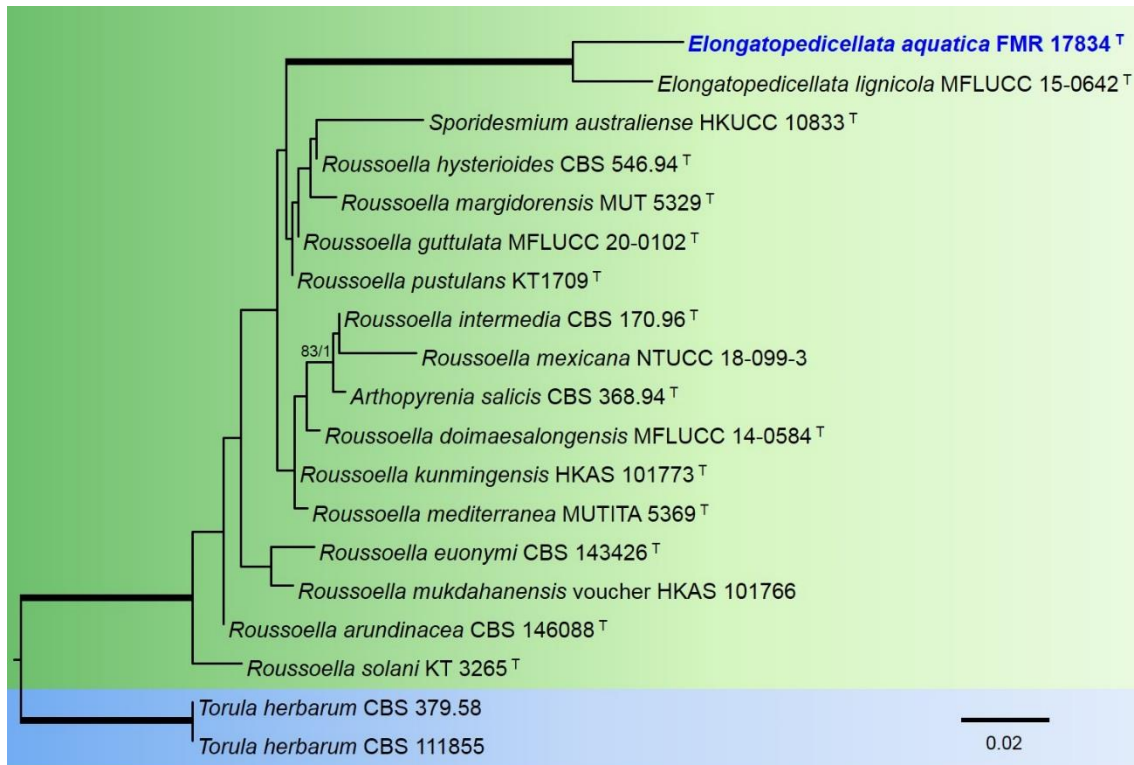 Elongatopedicellata aquatica FMR 17834 T
Elongatopedicellata lignicola MFLUCC 15-0642 T
Sporidesmium australiense HKUCC 10833 T
Roussoella hysterioides CBS 546.94 T
Roussoella margidorensis MUT 5329 T
Roussoella guttulata MFLUCC 20-0102 T
Roussoella pustulans KT1709 T
Roussoella intermedia CBS 170.96 T
83/1
Roussoella mexicana NTUCC 18-099-3
Arthopyrenia salicis CBS 368.94 T
Roussoella doimaesalongensis MFLUCC 14-0584 T
Roussoella kunmingensis HKAS 101773 T
Roussoella mediterranea MUTITA 5369 T
Roussoella euonymi CBS 143426 T
Roussoella mukdahanensis voucher HKAS 101766
Roussoella arundinacea CBS 146088 T
Roussoella solani KT 3265 T
Torula herbarum CBS 379.58
Torula herbarum CBS 111855
0.02